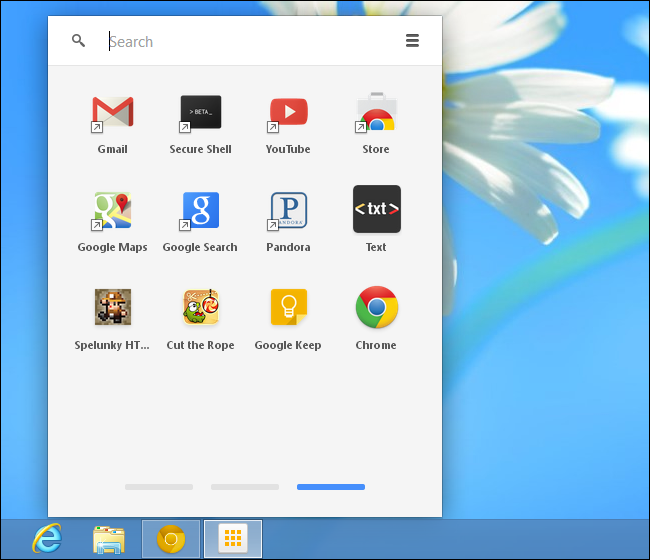 Search
> BETA_
Gmail
Secure Shell
YouTube
Store
g
P
PANDORA
<txt>
Google Maps
Google Search
Pandora
Text
Spelunky HT...
Cut the Rope
Google Keep
Chrome